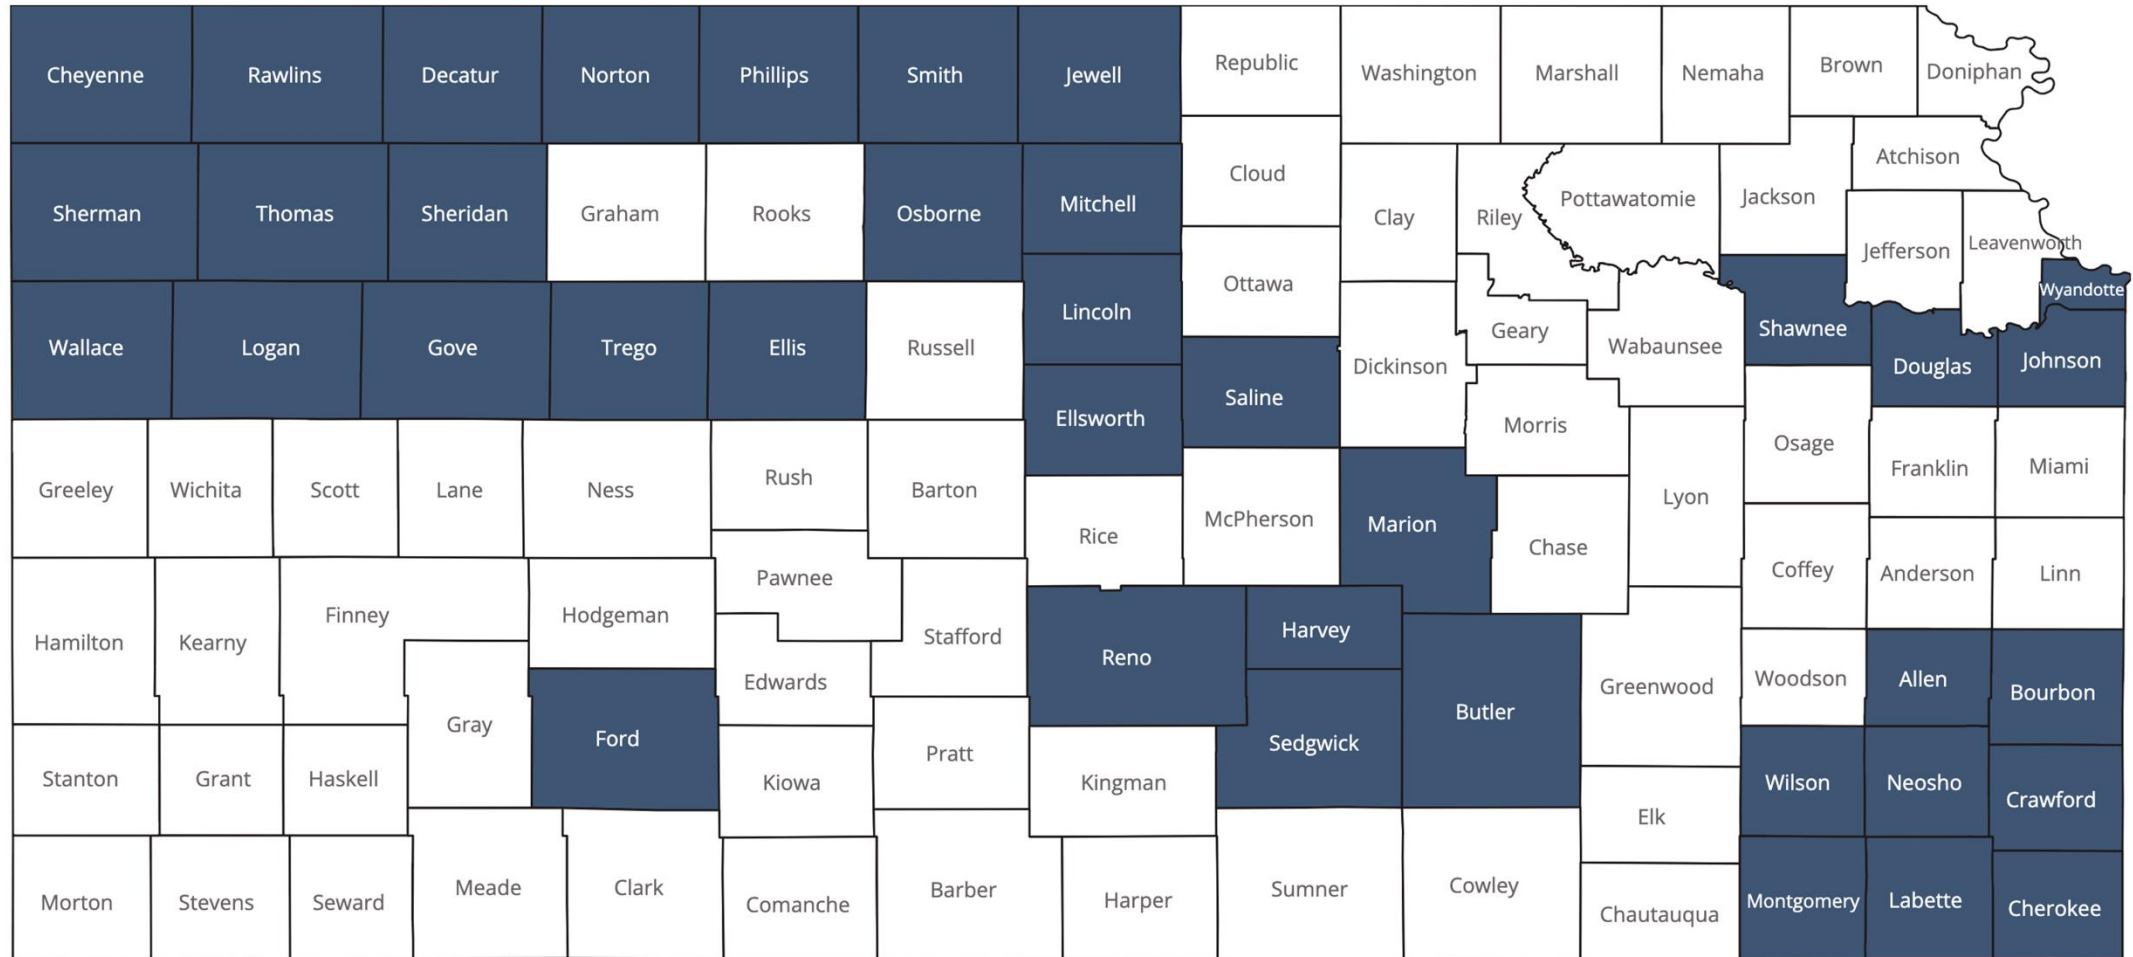 Cheyenne
Rawlins
Decatur
Norton
Phillips
Smith
Jewell
Republic
Washington
Marshall
Nemaha
Brown
Doniphan
Sherman
Thomas
Sheridan
Graham
Rooks
Osborne
Mitchell
Cloud
Clay
Riley
Pottawatomie
Jackson
Atchison
Jefferson
Leavenworth
Wyandotte
Wallace
Logan
Gove
Trego
Ellis
Russell
Lincoln
Ottawa
Ellsworth
Saline
Dickinson
Geary
Wabaunsee
Shawnee
Douglas
Johnson
Morris
Osage
Franklin
Miami
Greeley
Wichita
Scott
Lane
Ness
Rush
Barton
Rice
McPherson
Marion
Chase
Lyon
Coffey
Anderson
Linn
Pawnee
Hamilton
Kearny
Finney
Hodgeman
Stafford
Reno
Harvey
Edwards
Gray
Ford
Sedgwick
Butler
Greenwood
Woodson
Allen
Bourbon
Stanton
Grant
Haskell
Kiowa
Pratt
Kingman
Elk
Wilson
Neosho
Crawford
Morton
Stevens
Seward
Meade
Clark
Comanche
Barber
Harper
Sumner
Cowley
Chautauqua
Montgomery
Labette
Cherokee